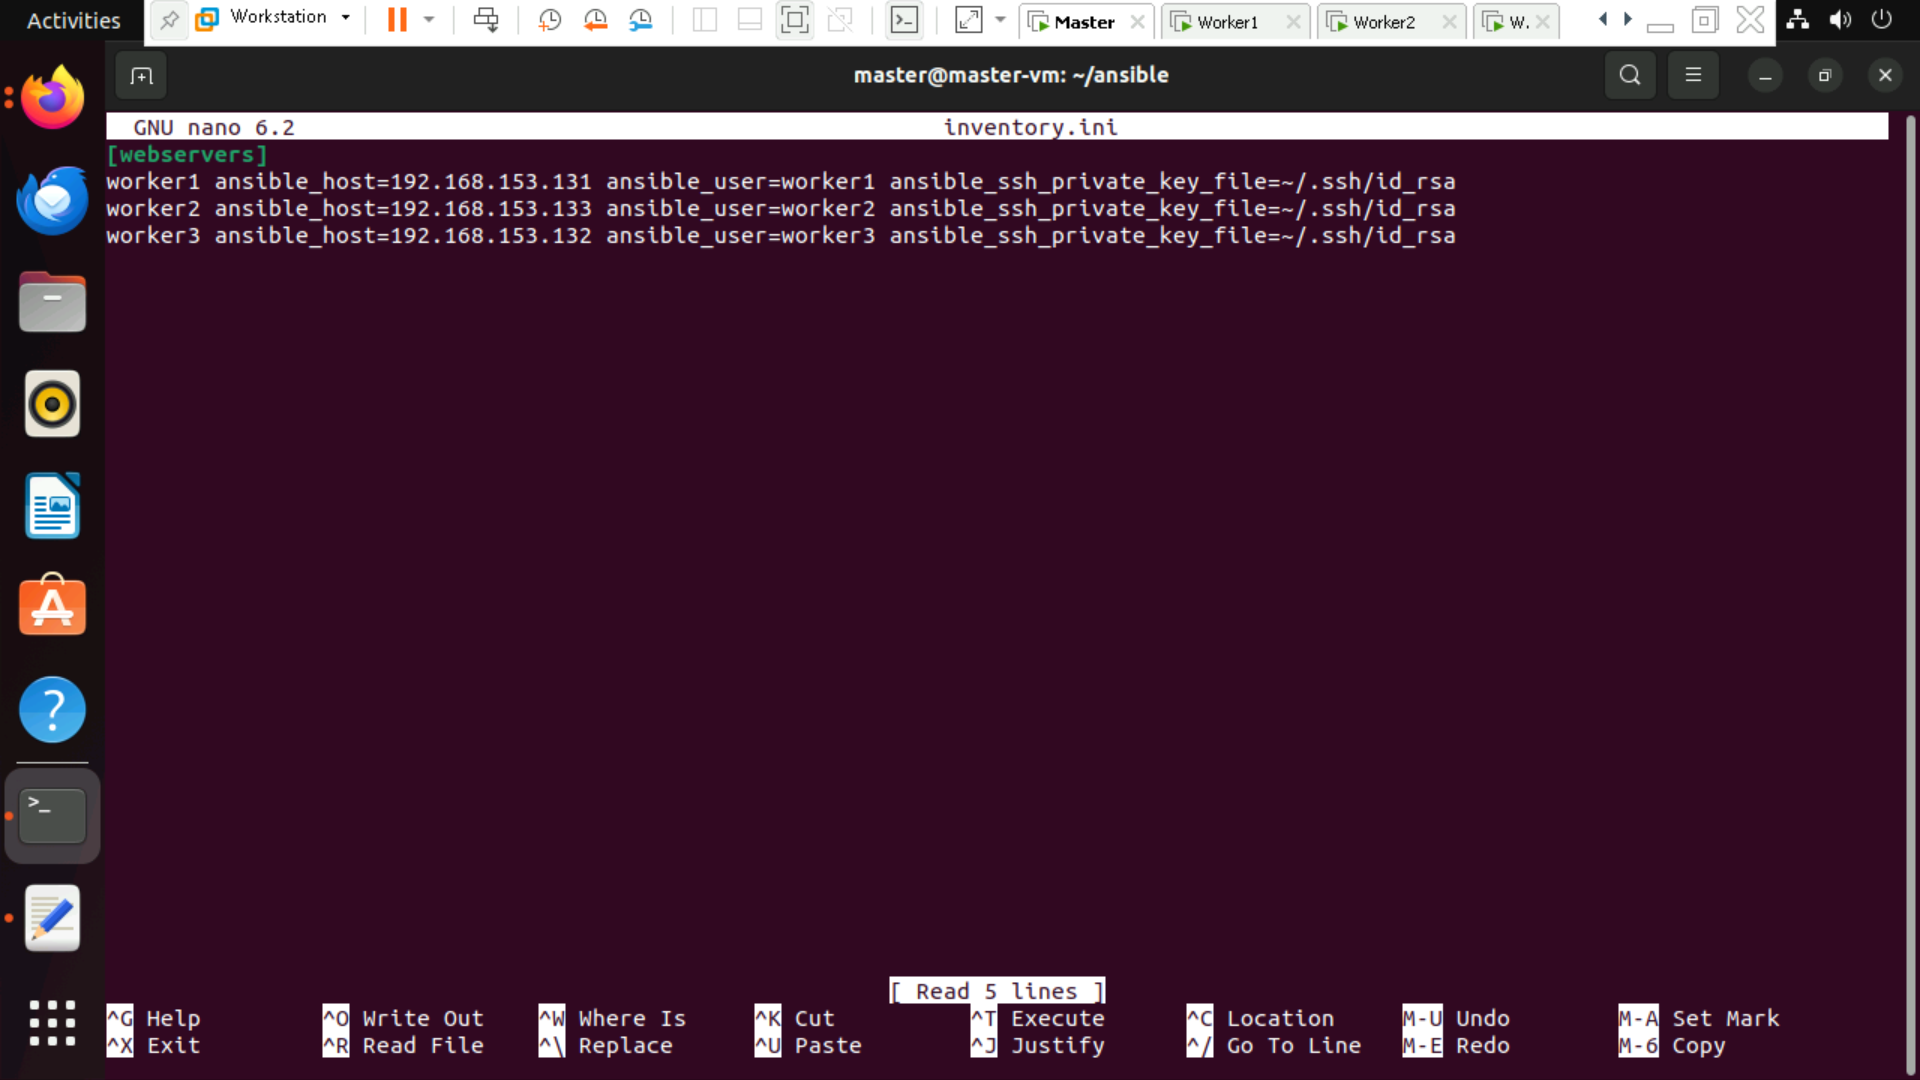 Activities Workstation Master Worker1 Worker2 W.
master@master-vm: ~/ansible
GNU nano 6.2 inventory.ini
[webservers]
worker1 ansible_host=192.168.153.131 ansible_user=worker1 ansible_ssh_private_key_file=~/.ssh/id_rsa
worker2 ansible_host=192.168.153.133 ansible_user=worker2 ansible_ssh_private_key_file=~/.ssh/id_rsa
worker3 ansible_host=192.168.153.132 ansible_user=worker3 ansible_ssh_private_key_file=~/.ssh/id_rsa
[ Read 5 lines ]
^G Help ^O Write Out ^W Where Is ^K Cut ^T Execute ^C Location M-U Undo M-A Set Mark
^X Exit ^R Read File ^\ Replace ^U Paste ^J Justify ^/ Go To Line M-E Redo M-6 Copy